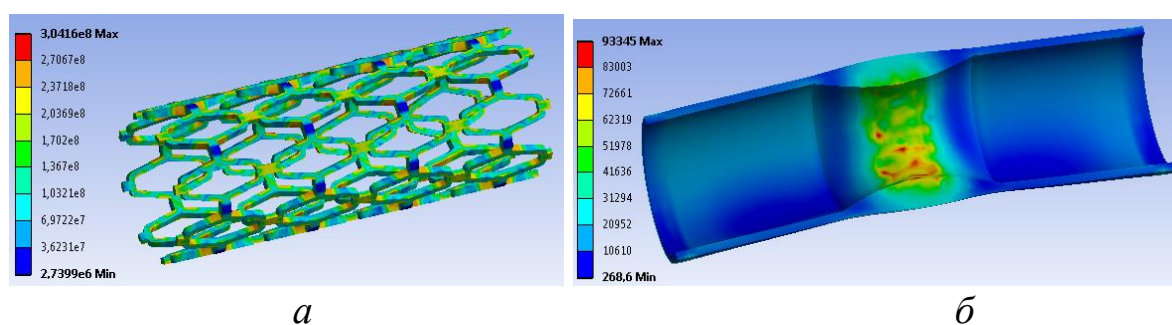 3,0416e8 Max
2,7067e8
2,3718e8
2,0369e8
1,702e8
1,367e8
1,0321e8
6,9722e7
3,6231e7
2,7399e6 Min
93345 Max
83003
72661
62319
51978
41636
31294
20952
10610
268,6 Min
а
б